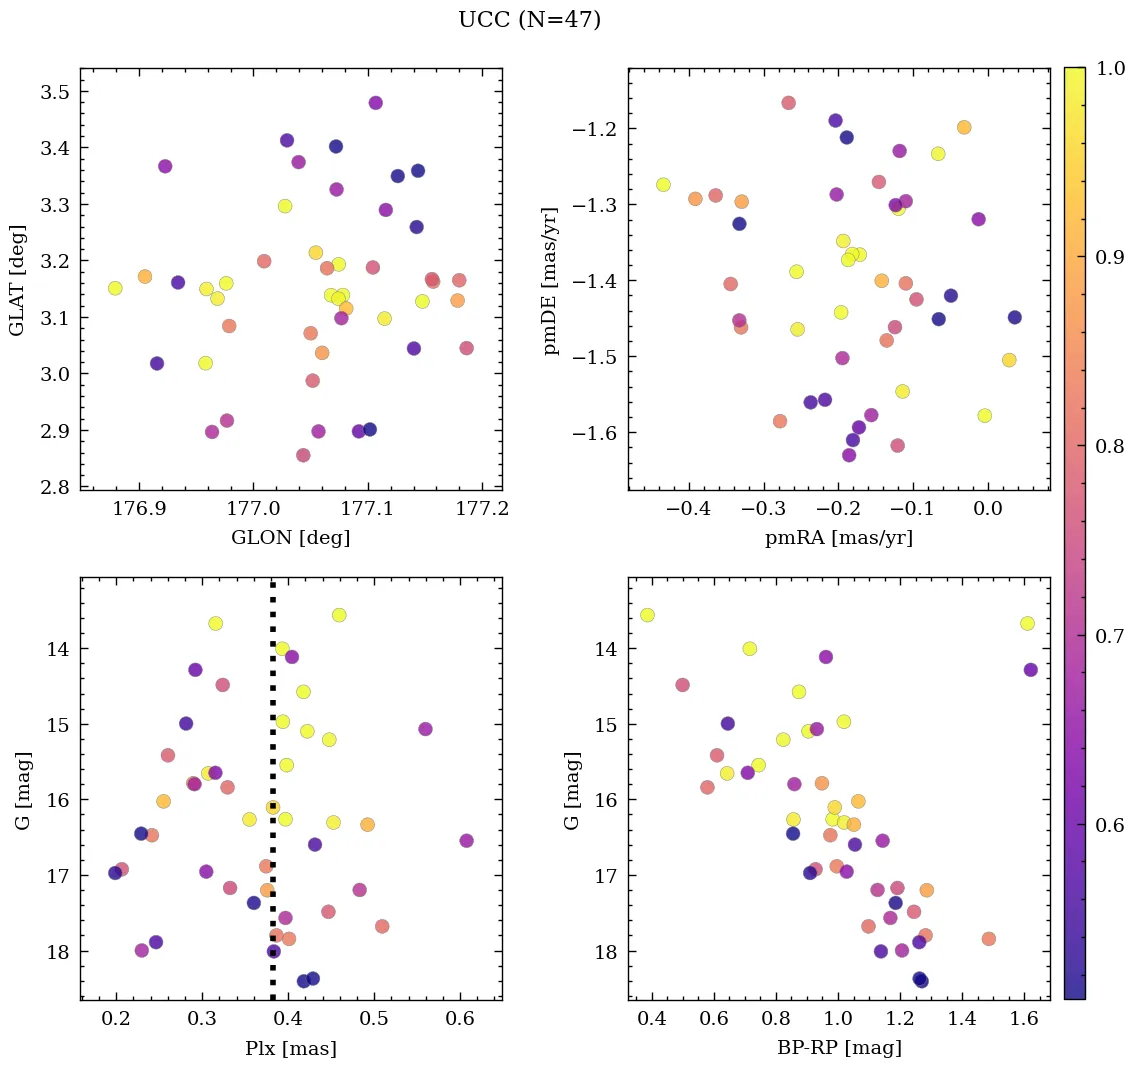 UCC (N=47)
3.5
3.4
3.3
3.2
3.1
3.0
2.9
2.8
GLAT [deg]
176.9 177.0 177.1 177.2
GLON [deg]
−1.2
−1.3
−1.4
−1.5
−1.6
pmDE [mas/yr]
−0.4 −0.3 −0.2 −0.1 0.0
pmRA [mas/yr]
1.0
0.9
0.8
0.7
0.6
14
15
16
17
18
G [mag]
0.2 0.3 0.4 0.5 0.6
Plx [mas]
14
15
16
17
18
G [mag]
0.4 0.6 0.8 1.0 1.2 1.4 1.6
BP-RP [mag]